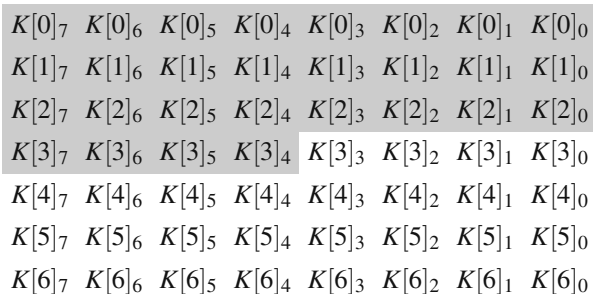 K[0]₇ K[0]₆ K[0]₅ K[0]₄ K[0]₃ K[0]₂ K[0]₁ K[0]₀
K[1]₇ K[1]₆ K[1]₅ K[1]₄ K[1]₃ K[1]₂ K[1]₁ K[1]₀
K[2]₇ K[2]₆ K[2]₅ K[2]₄ K[2]₃ K[2]₂ K[2]₁ K[2]₀
K[3]₇ K[3]₆ K[3]₅ K[3]₄ K[3]₃ K[3]₂ K[3]₁ K[3]₀
K[4]₇ K[4]₆ K[4]₅ K[4]₄ K[4]₃ K[4]₂ K[4]₁ K[4]₀
K[5]₇ K[5]₆ K[5]₅ K[5]₄ K[5]₃ K[5]₂ K[5]₁ K[5]₀
K[6]₇ K[6]₆ K[6]₅ K[6]₄ K[6]₃ K[6]₂ K[6]₁ K[6]₀